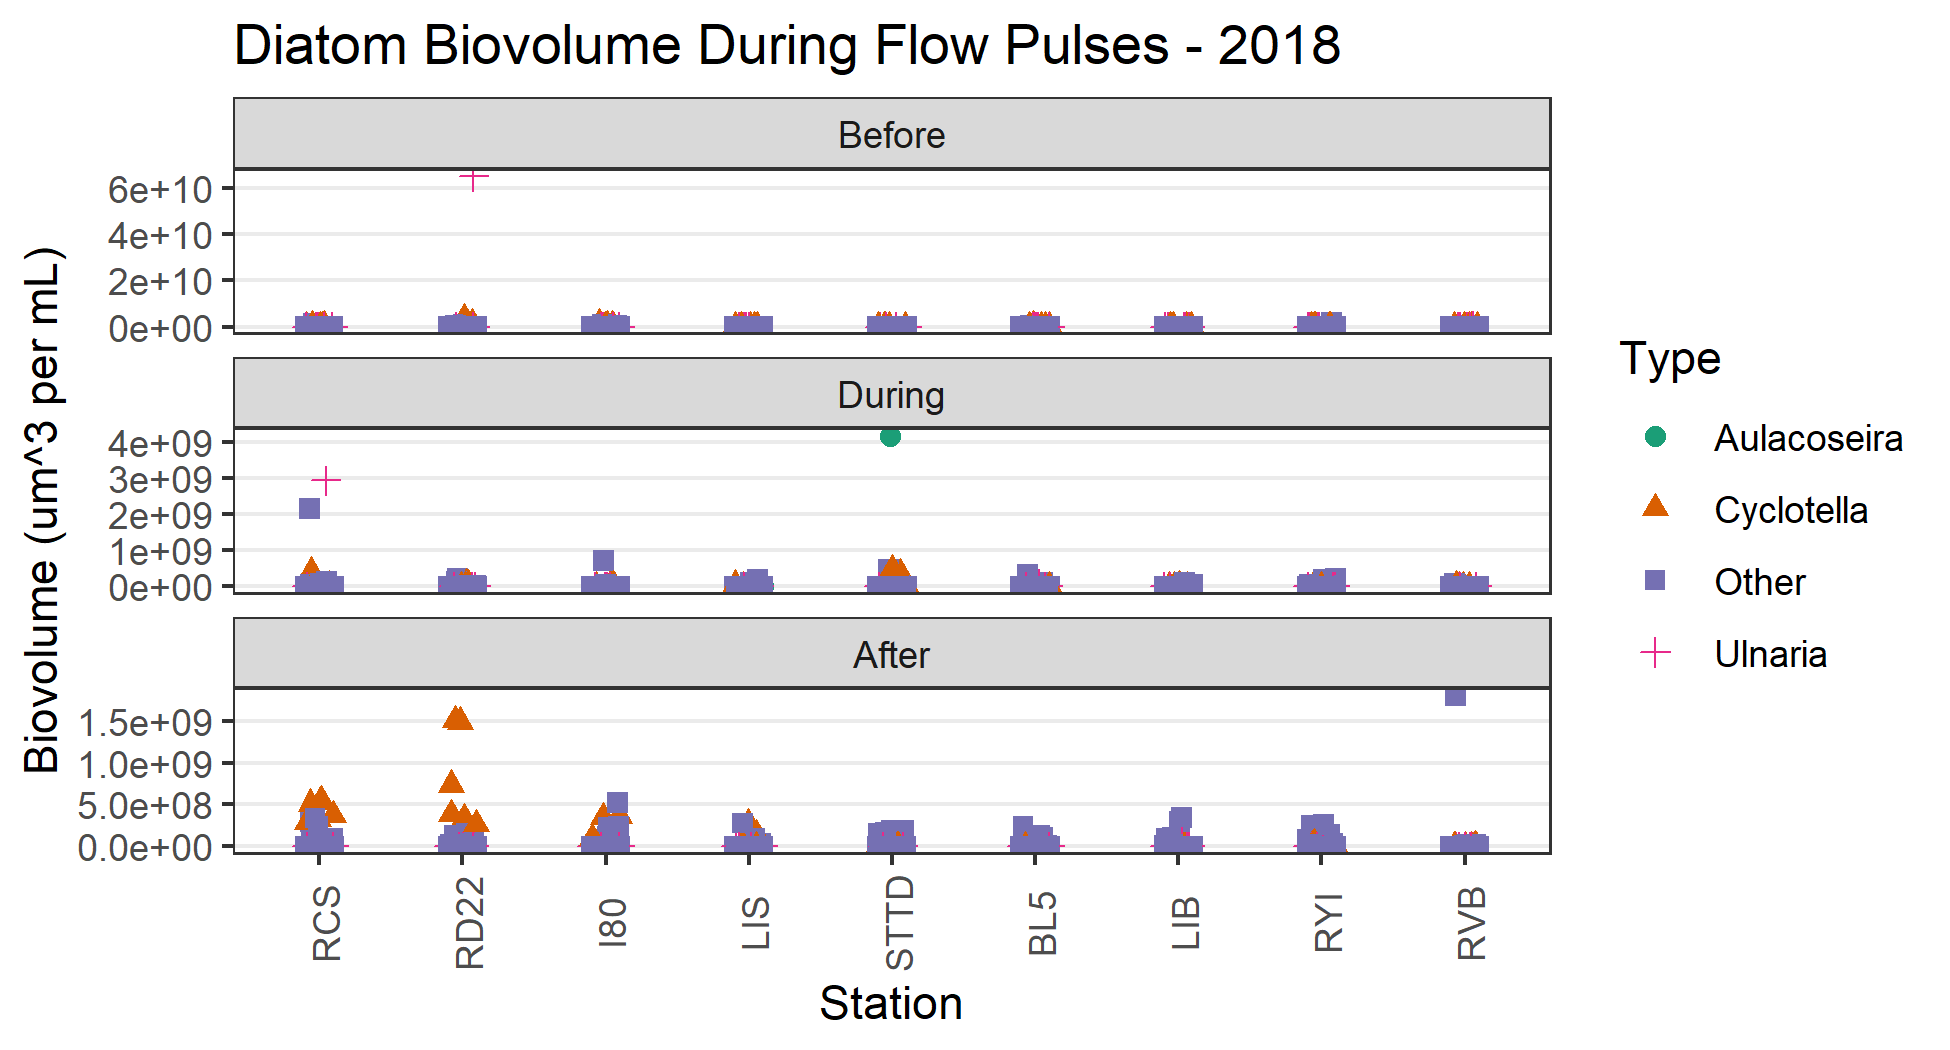 Diatom Biovolume During Flow Pulses - 2018
Before
6e+10
4e+10
2e+10
0e+00
During
4e+09
3e+09
2e+09
1e+09
0e+00
After
1.5e+09
1.0e+09
5.0e+08
0.0e+00
Biovolume (um^3 per mL)
RCS
RD22
I80
LIS
STTD
BL5
LIB
RYI
RVB
Station
Type
Aulacoseira
Cyclotella
Other
Ulnaria